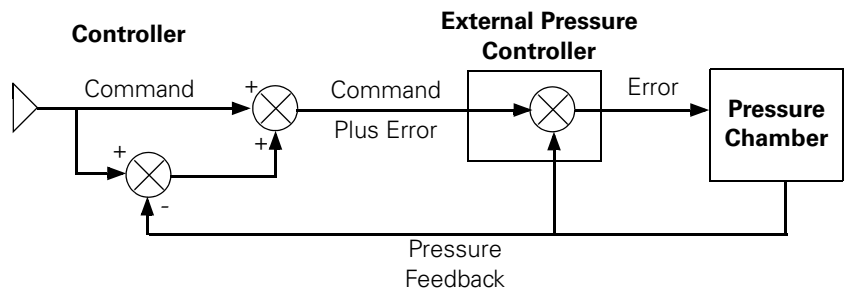 Controller
External Pressure
Controller
Command
+
Command
Plus Error
Error
Pressure
Chamber
+
+
-
Pressure
Feedback